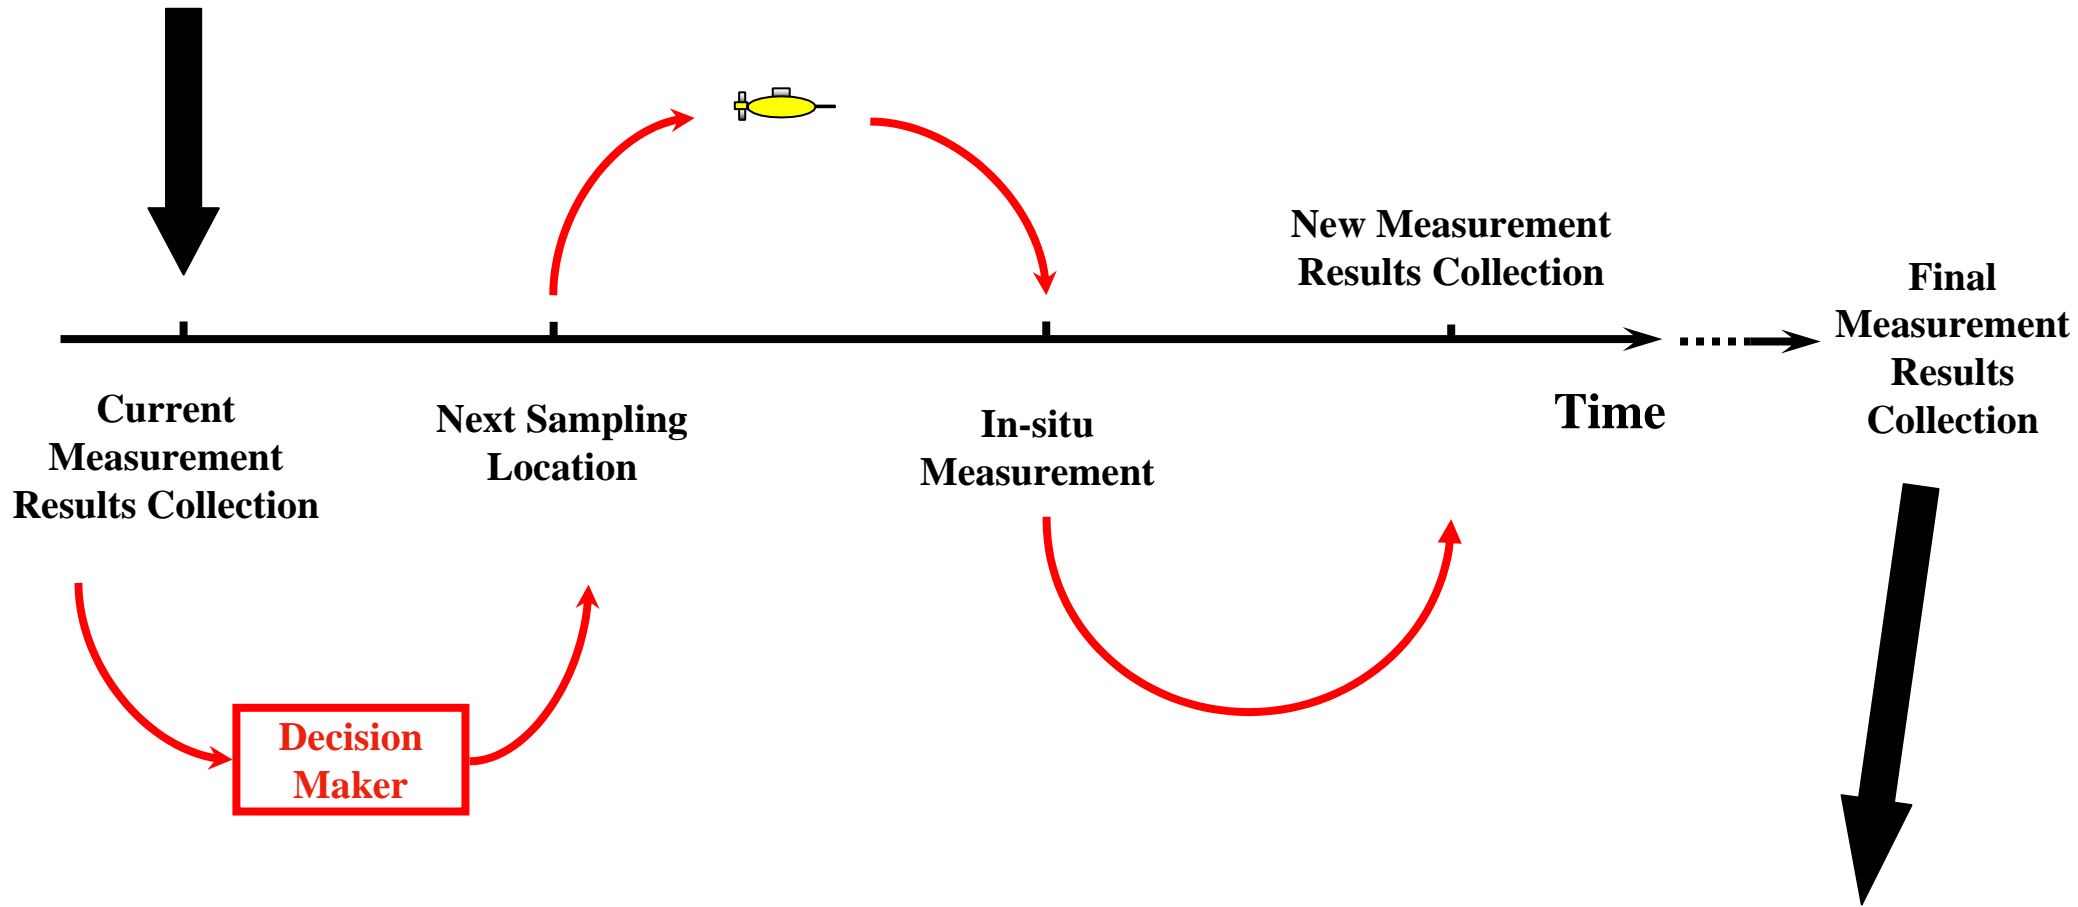 New Measurement
Results Collection
Final
Measurement
Results
Collection
Time
Current
Measurement
Results Collection
Next Sampling
Location
In-situ
Measurement
Decision
Maker